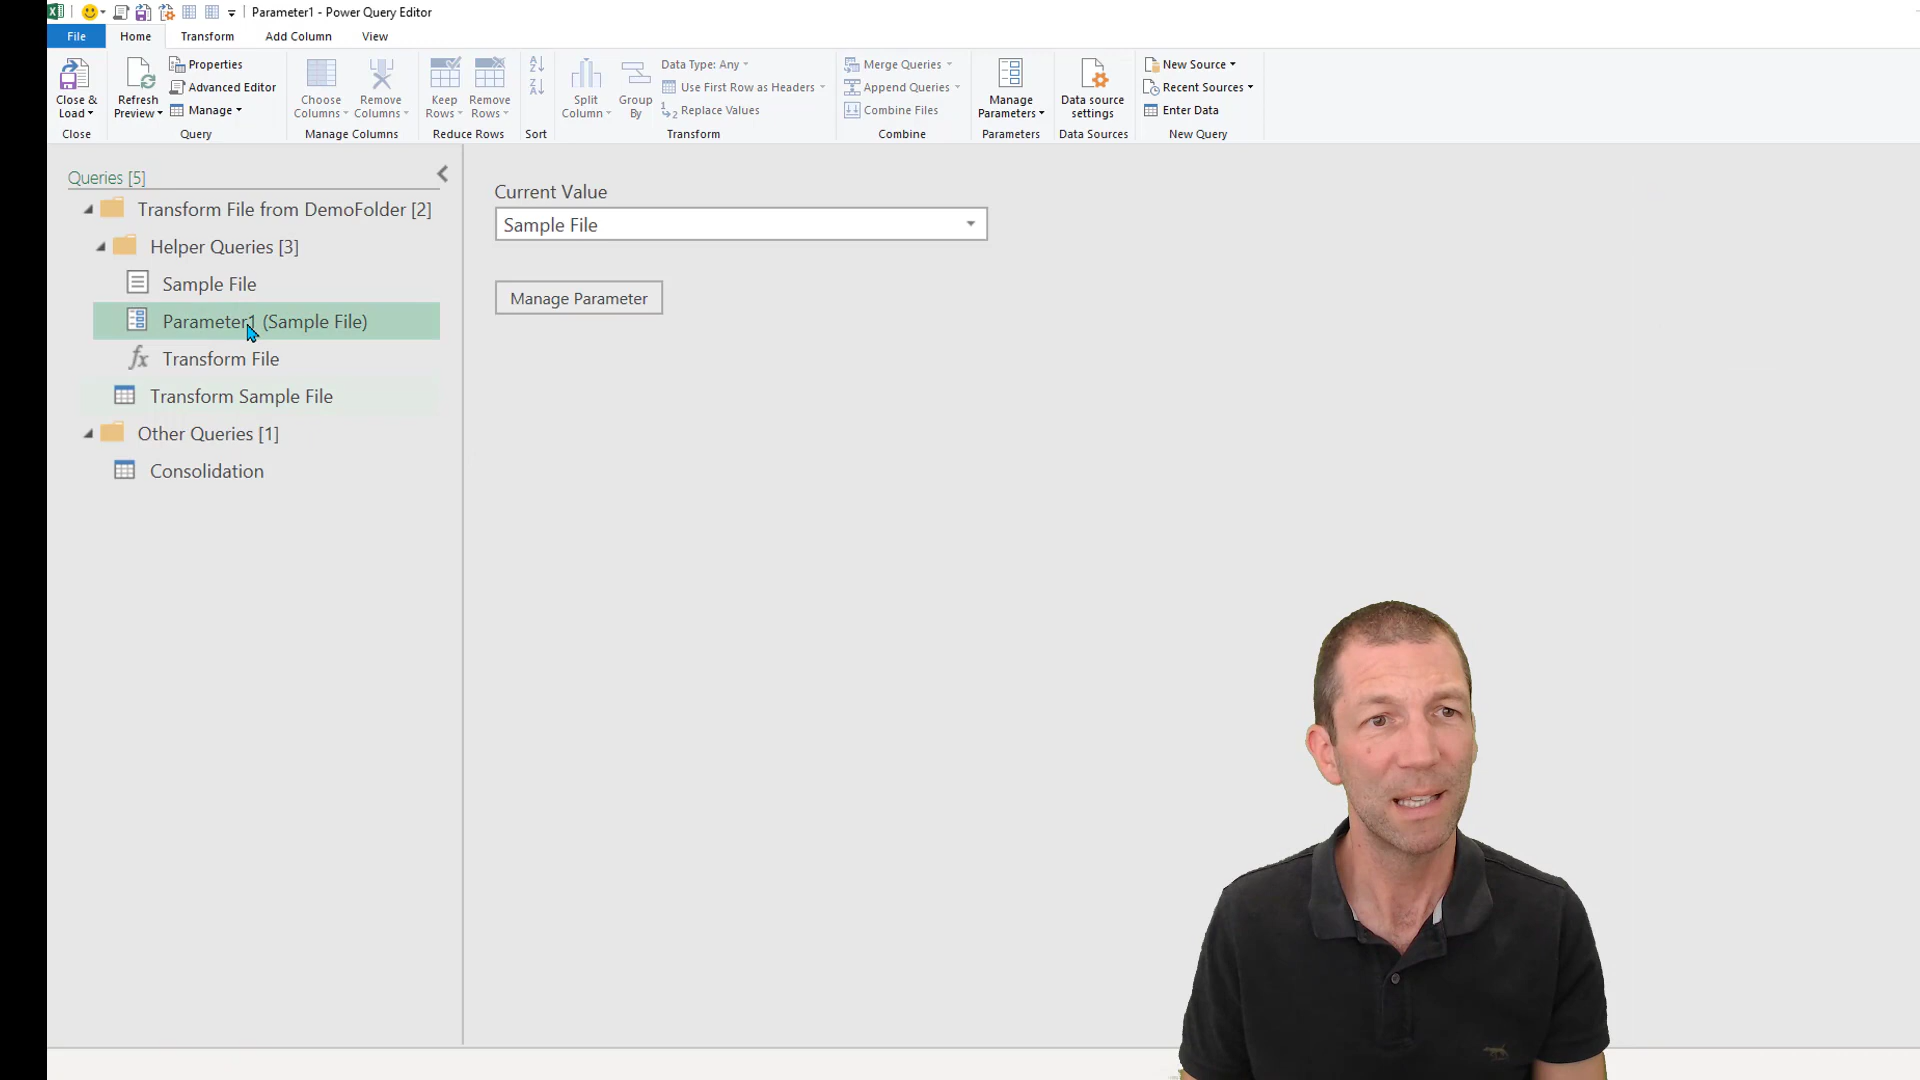 Parameter1 - Power Query Editor
File Home Transform Add Column View
Close & Load
Close
Refresh Preview
Properties
Advanced Editor
Manage
Query
Choose Columns
Remove Columns
Manage Columns
Keep Rows
Remove Rows
Reduce Rows
Sort
Split Column
Group By
Data Type: Any
Use First Row as Headers
Replace Values
Transform
Merge Queries
Append Queries
Combine Files
Combine
Manage Parameters
Parameters
Data source settings
Data Sources
New Source
Recent Sources
Enter Data
New Query
Queries [5]
Transform File from DemoFolder [2]
Helper Queries [3]
Sample File
Parameter1 (Sample File)
fx Transform File
Transform Sample File
Other Queries [1]
Consolidation
Current Value
Sample File
Manage Parameter